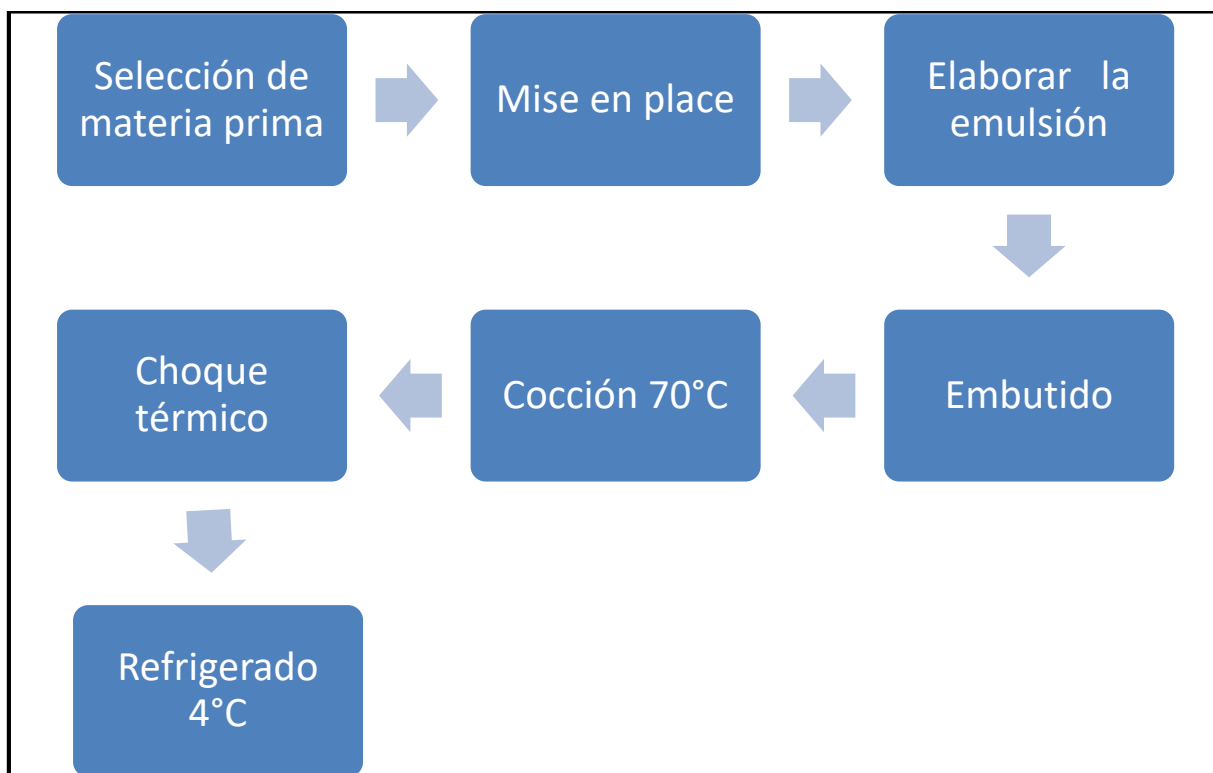 Selección de
materia prima
Mise en place
Elaborar la
emulsión
Embutido
Cocción 70°C
Choque
térmico
Refrigerado
4°C